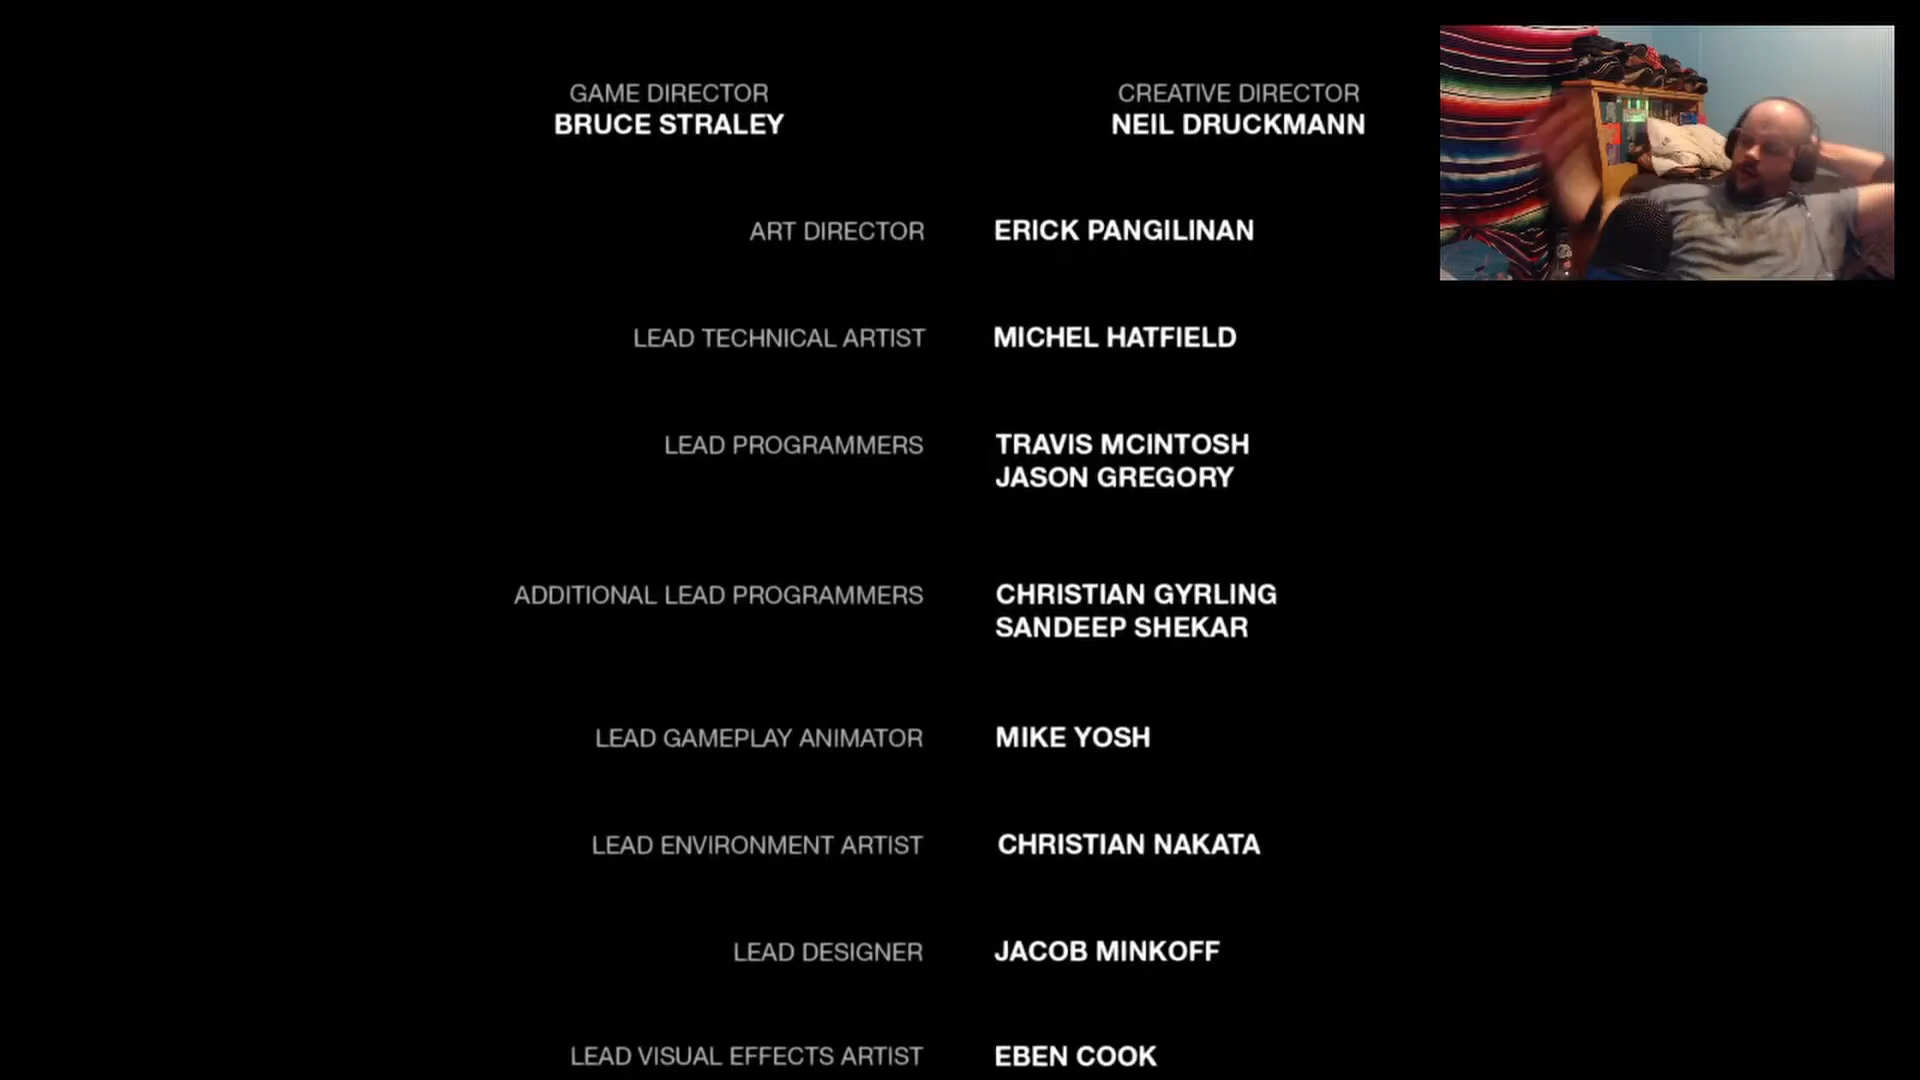 GAME DIRECTOR
BRUCE STRALEY
CREATIVE DIRECTOR
NEIL DRUCKMANN
ART DIRECTOR ERICK PANGILINAN
LEAD TECHNICAL ARTIST MICHEL HATFIELD
LEAD PROGRAMMERS TRAVIS MCINTOSH
JASON GREGORY
ADDITIONAL LEAD PROGRAMMERS CHRISTIAN GYRLING
SANDEEP SHEKAR
LEAD GAMEPLAY ANIMATOR MIKE YOSH
LEAD ENVIRONMENT ARTIST CHRISTIAN NAKATA
LEAD DESIGNER JACOB MINKOFF
LEAD VISUAL EFFECTS ARTIST EBEN COOK